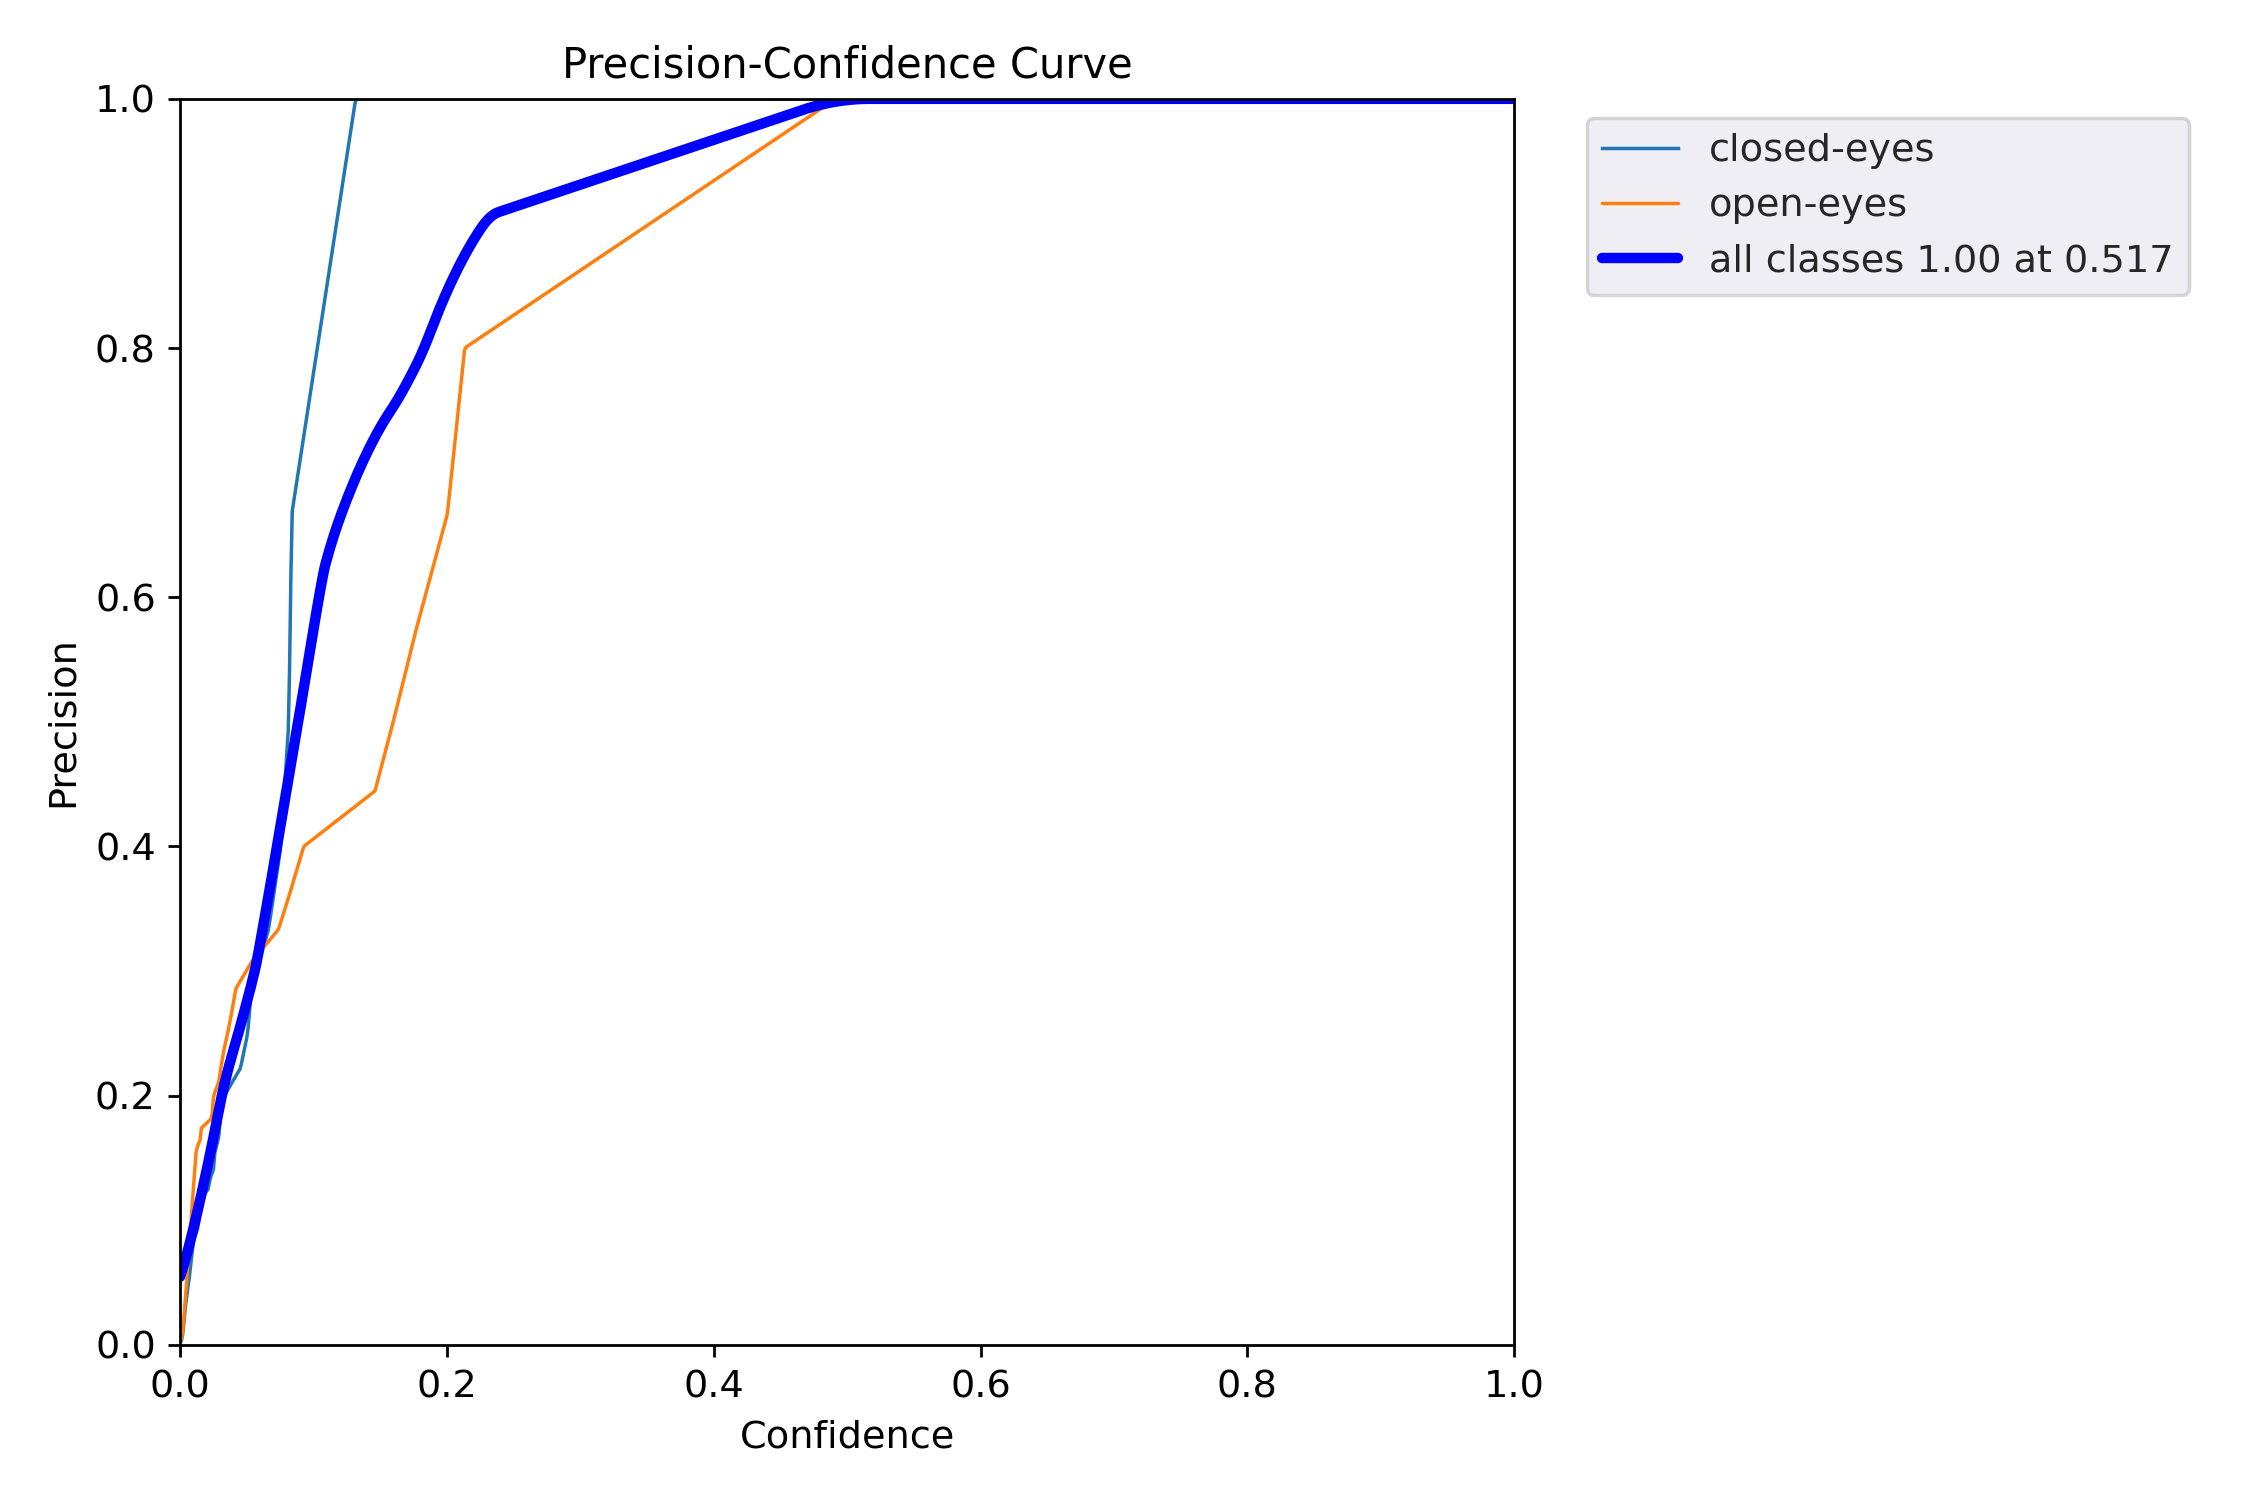 Precision-Confidence Curve
1.0
0.8
0.6
0.4
0.2
0.0
Precision
0.0 0.2 0.4 0.6 0.8 1.0
Confidence
closed-eyes
open-eyes
all classes 1.00 at 0.517